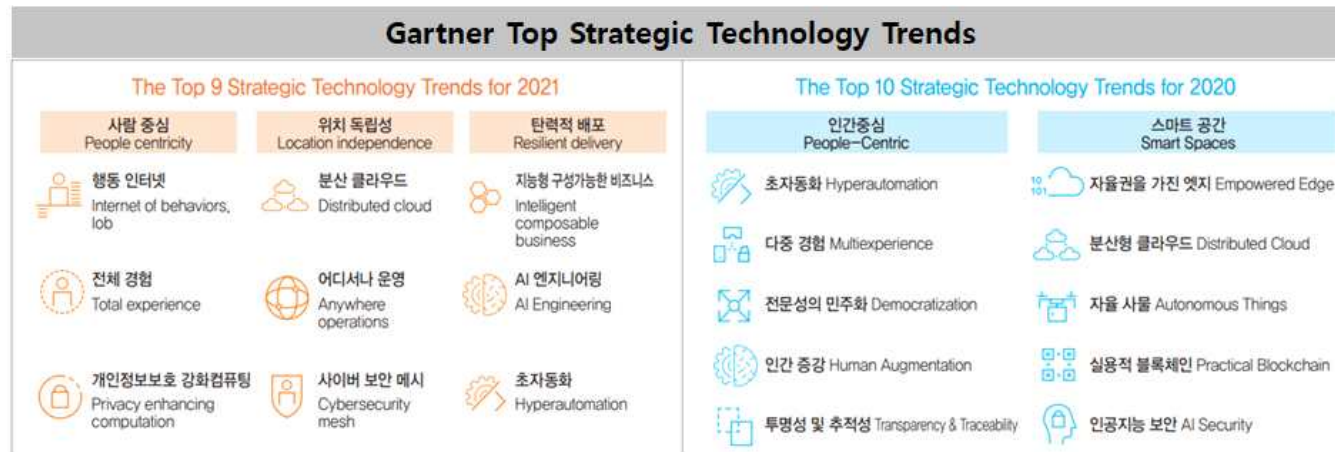 Gartner Top Strategic Technology Trends
The Top 9 Strategic Technology Trends for 2021
사람 중심
People centricity
위치 독립성
Location independence
탄력적 배포
Resilient delivery
행동 인터넷
Internet of behaviors,
lob
분산 클라우드
Distributed cloud
지능형 구성가능한 비즈니스
Intelligent
composable
business
전체 경험
Total experience
어디서나 운영
Anywhere
operations
AI 엔지니어링
AI Engineering
개인정보보호 강화컴퓨팅
Privacy enhancing
computation
사이버 보안 메시
Cybersecurity
mesh
초자동화
Hyperautomation
The Top 10 Strategic Technology Trends for 2020
인간중심
People-Centric
스마트 공간
Smart Spaces
초자동화 Hyperautomation
10
101
자율권을 가진 엣지 Empowered Edge
다중 경험 Multiexperience
분산형 클라우드 Distributed Cloud
전문성의 민주화 Democratization
자율 사물 Autonomous Things
인간 증강 Human Augmentation
실용적 블록체인 Practical Blockchain
투명성 및 추적성 Transparency & Traceability
인공지능 보안 AI Security